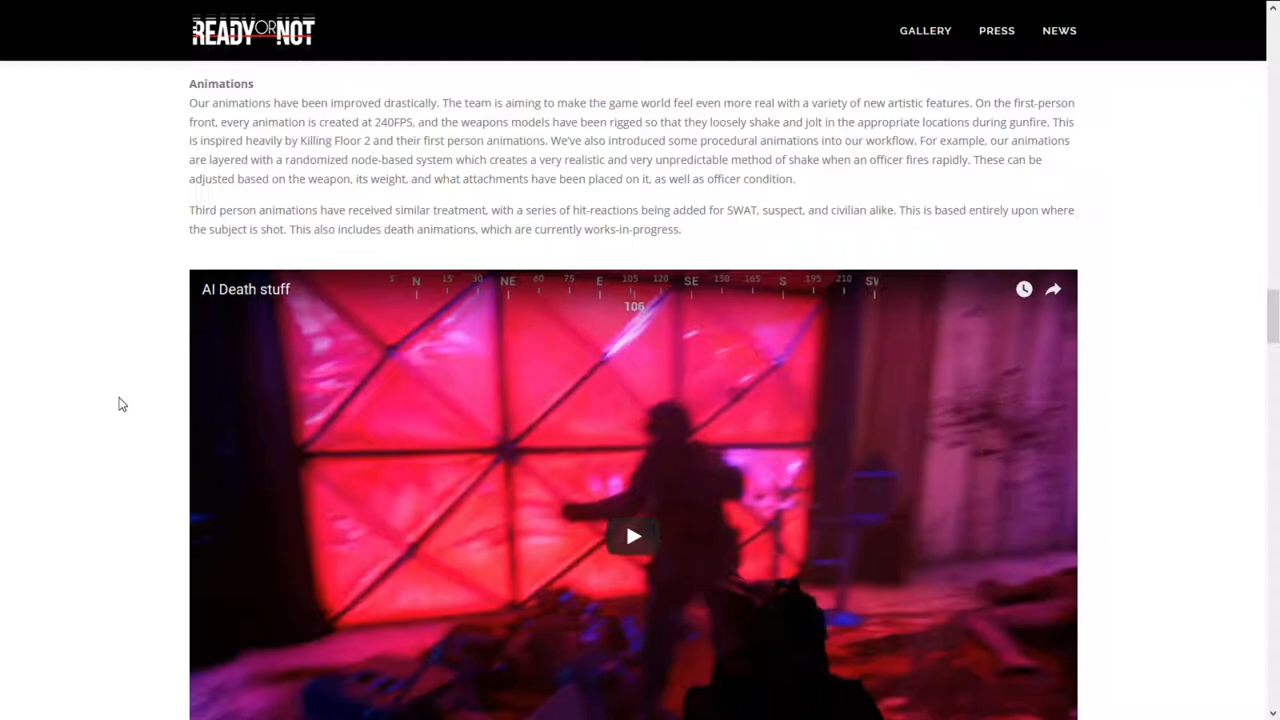 READY OR NOT
GALLERY PRESS NEWS
Animations
Our animations have been improved drastically. The team is aiming to make the game world feel even more real with a variety of new artistic features. On the first-person
front, every animation is created at 240FPS, and the weapons models have been rigged so that they loosely shake and jolt in the appropriate locations during gunfire. This
is inspired heavily by Killing Floor 2 and their first person animations. We've also introduced some procedural animations into our workflow. For example, our animations
are layered with a randomized node-based system which creates a very realistic and very unpredictable method of shake when an officer fires rapidly. These can be
adjusted based on the weapon, its weight, and what attachments have been placed on it, as well as officer condition.
Third person animations have received similar treatment, with a series of hit-reactions being added for SWAT, suspect, and civilian alike. This is based entirely upon where
the subject is shot. This also includes death animations, which are currently works-in-progress.
N 15 30 NE 60 75 E 105 120 SE 150 165 S 195 210 SW
AI Death stuff
106